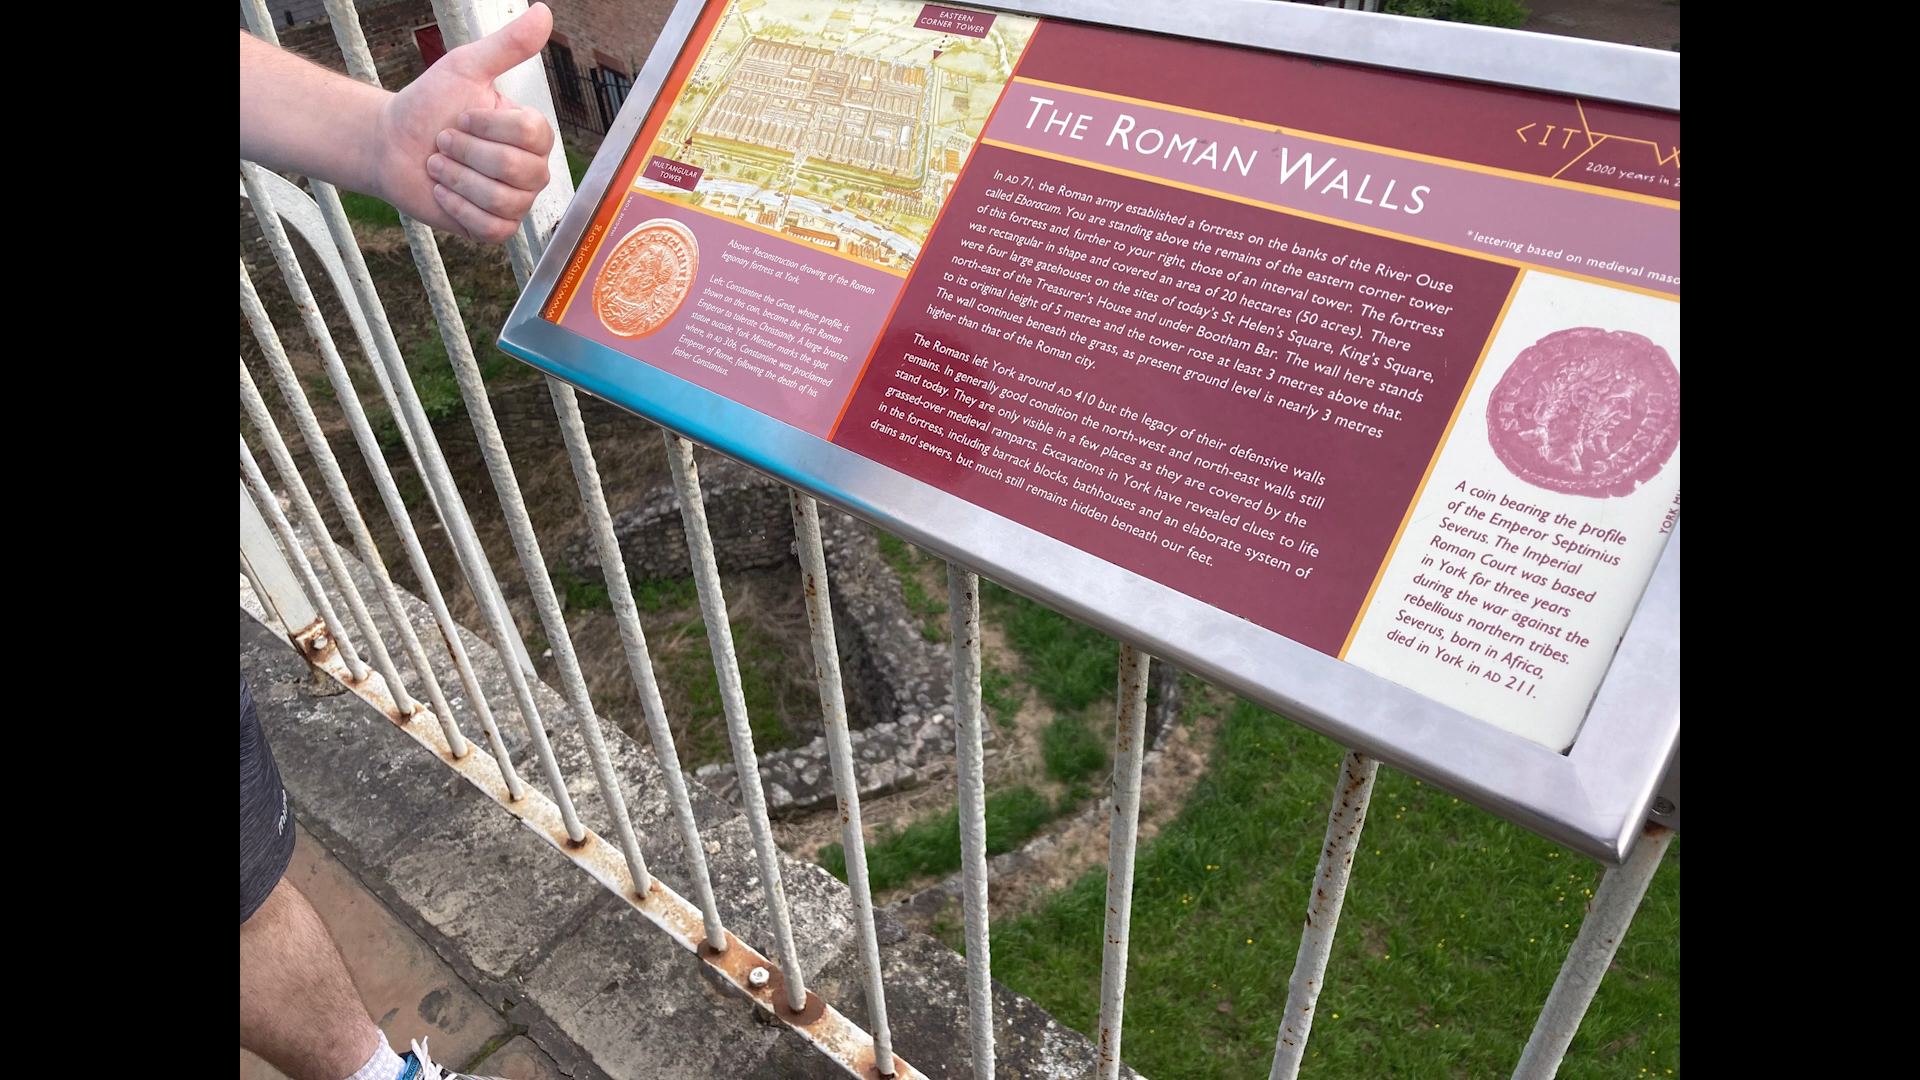 EASTERN
CORNER TOWER
MULTANGULAR
TOWER
www.visityork.org
IMAGINE YORK
Above: Reconstruction drawing of the Roman
legionary fortress at York.
Left: Constantine the Great, whose profile is
shown on this coin, became the first Roman
Emperor to tolerate Christianity. A large bronze
statue outside York Minster marks the spot
where, in AD 306, Constantine was proclaimed
Emperor of Rome, following the death of his
father Constantius.
CITY W
2000 years in
THE ROMAN WALLS
*lettering based on medieval maso
In AD 71, the Roman army established a fortress on the banks of the River Ouse
called Eboracum. You are standing above the remains of the eastern corner tower
of this fortress and, further to your right, those of an interval tower. The fortress
was rectangular in shape and covered an area of 20 hectares (50 acres). There
were four large gatehouses on the sites of today's St Helen's Square, King's Square,
north-east of the Treasurer's House and under Bootham Bar. The wall here stands
to its original height of 5 metres and the tower rose at least 3 metres above that.
The wall continues beneath the grass, as present ground level is nearly 3 metres
higher than that of the Roman city.
The Romans left York around AD 410 but the legacy of their defensive walls
remains. In generally good condition the north-west and north-east walls still
stand today. They are only visible in a few places as they are covered by the
grassed-over medieval ramparts. Excavations in York have revealed clues to life
in the fortress, including barrack blocks, bathhouses and an elaborate system of
drains and sewers, but much still remains hidden beneath our feet.
YORK
A coin bearing the profile
of the Emperor Septimius
Severus. The Imperial
Roman Court was based
in York for three years
during the war against the
rebellious northern tribes.
Severus, born in Africa,
died in York in AD 211.